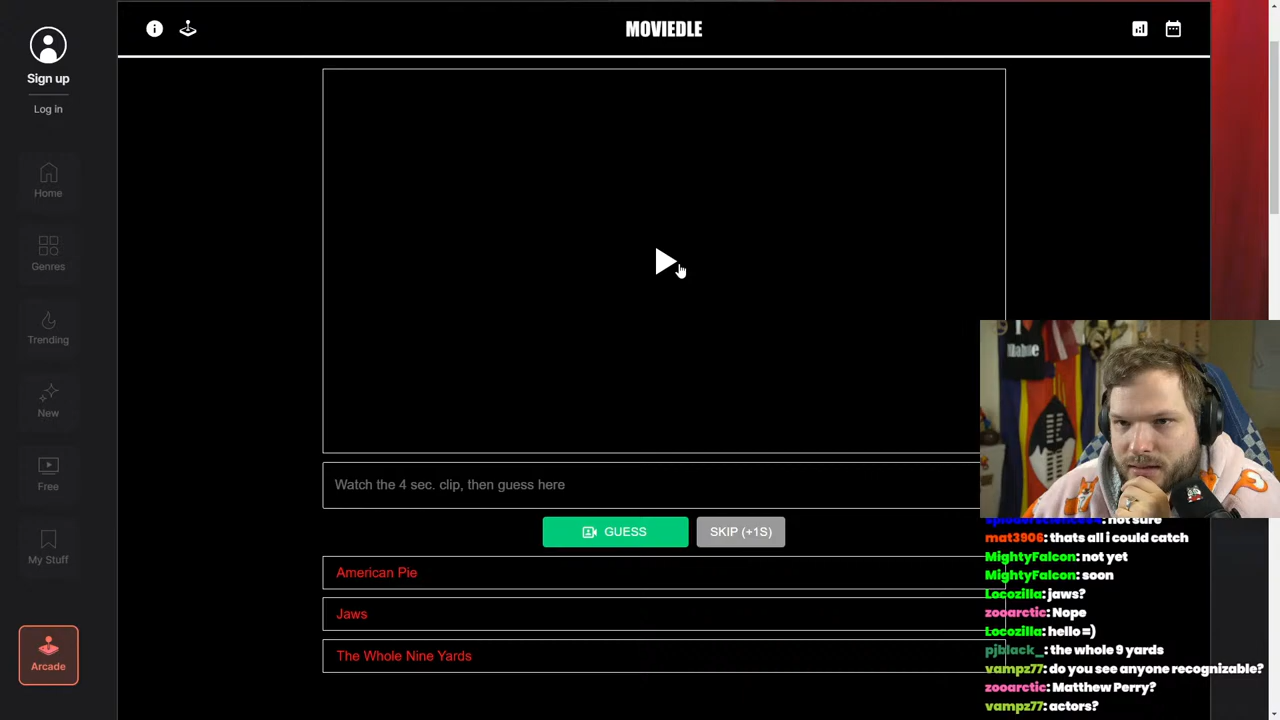 MOVIEDLE
Sign up
Log in
Home
Genres
Trending
New
Free
My Stuff
Arcade
Watch the 4 sec. clip, then guess here
GUESS
SKIP (+1S)
American Pie
Jaws
The Whole Nine Yards
not sure
mat3906: thats all i could catch
MightyFalcon: not yet
MightyFalcon: soon
Locozilla: jaws?
zooarctic: Nope
Locozilla: hello =)
pjblack_: the whole 9 yards
vampz77: do you see anyone recognizable?
zooarctic: Matthew Perry?
vampz77: actors?